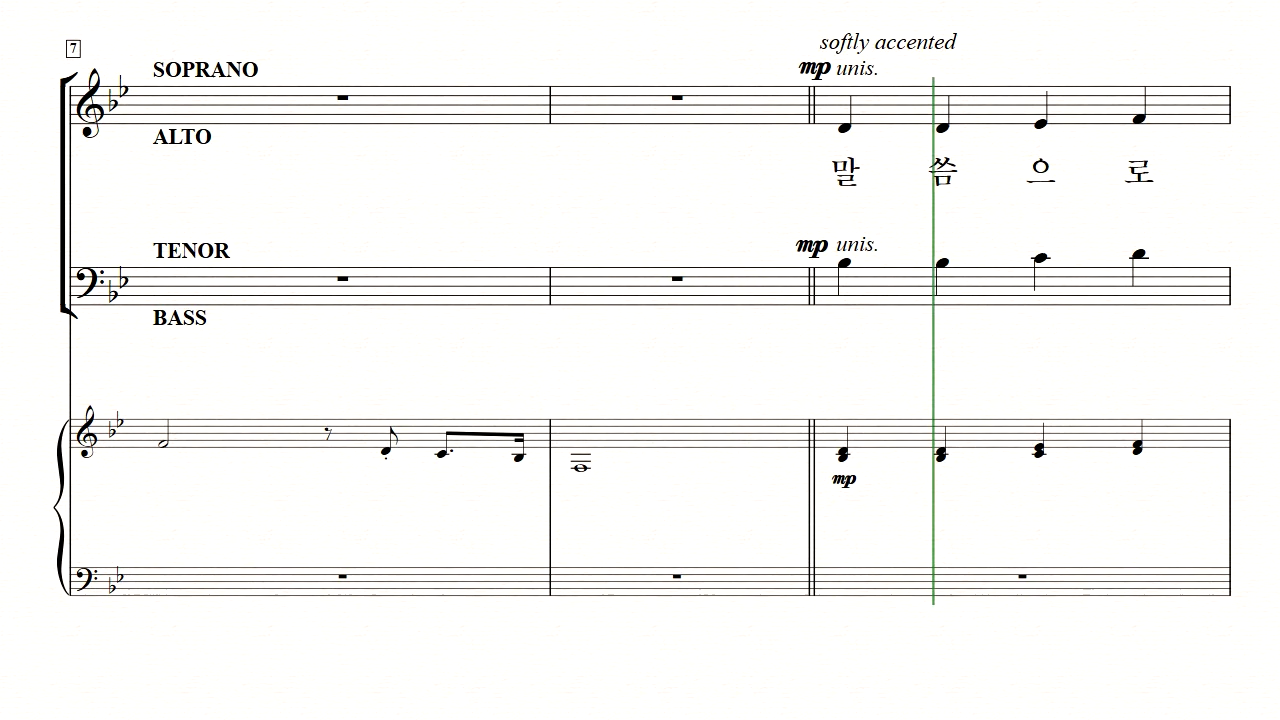 7
softly accented
SOPRANO
mp unis.
ALTO
말 씀 으 로
TENOR
mp unis.
BASS
mp